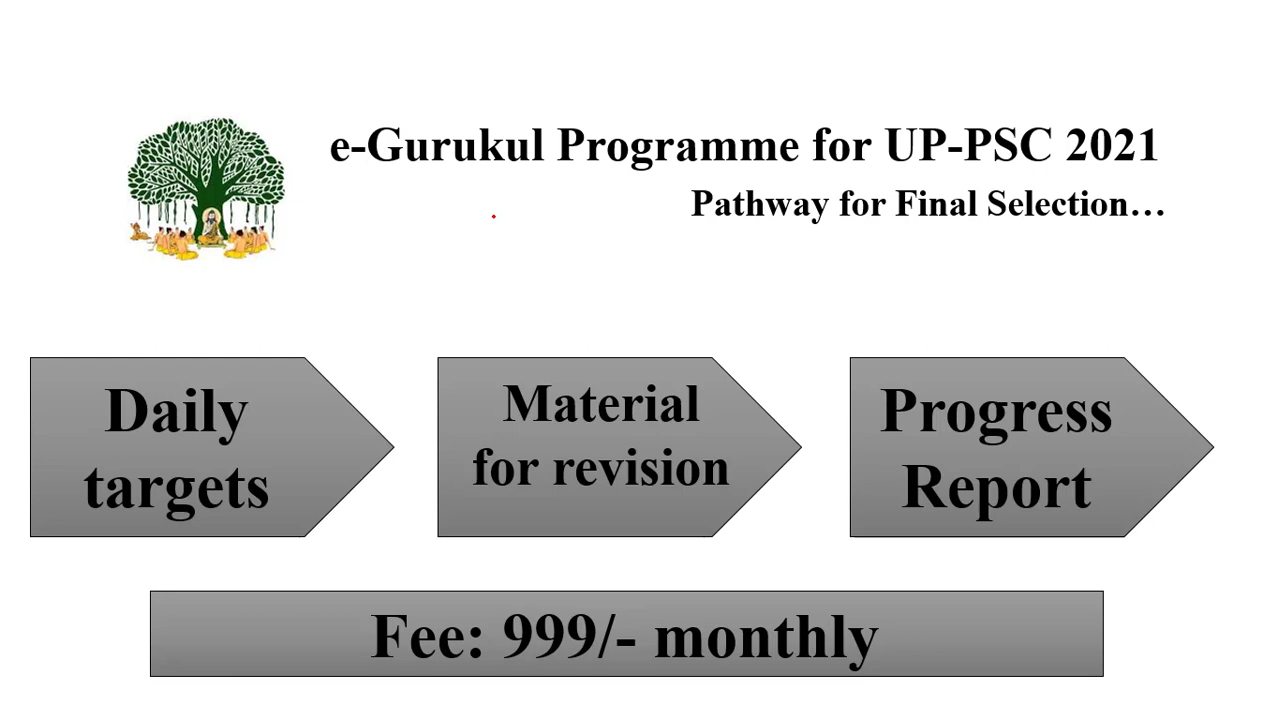 e-Gurukul Programme for UP-PSC 2021
Pathway for Final Selection…
Daily
targets
Material
for revision
Progress
Report
Fee: 999/- monthly